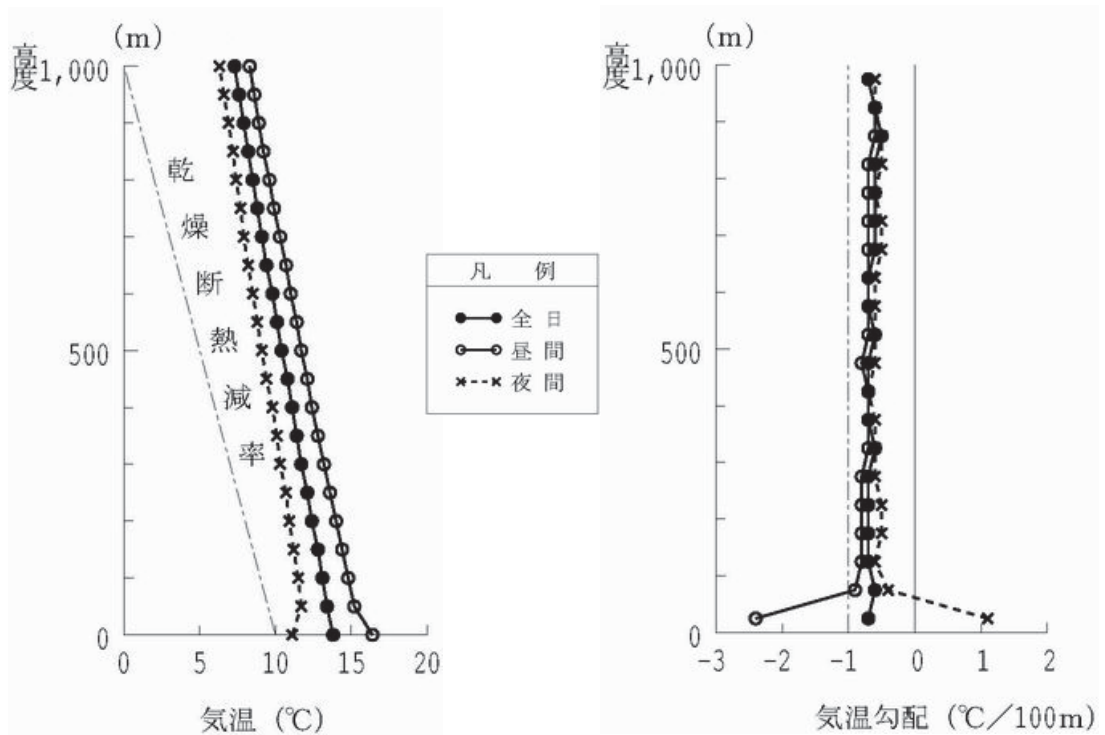 (m)
高度
1,000
500
0
0 5 10 15 20
気温 (℃)
乾燥断熱減率
凡 例
全 日
昼 間
夜 間
(m)
高度
1,000
500
0
-3 -2 -1 0 1 2
気温勾配 (℃/100m)